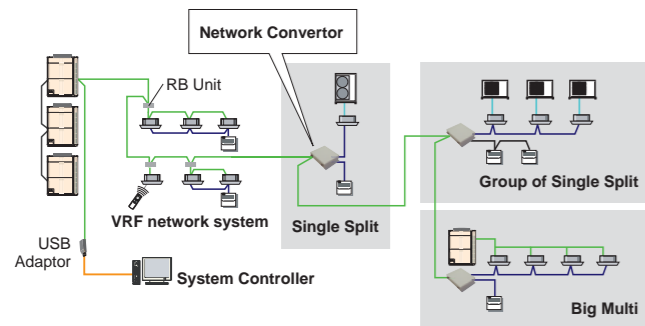 Network Convertor
RB Unit
VRF network system
Single Split
Group of Single Split
USB
Adaptor
System Controller
Big Multi